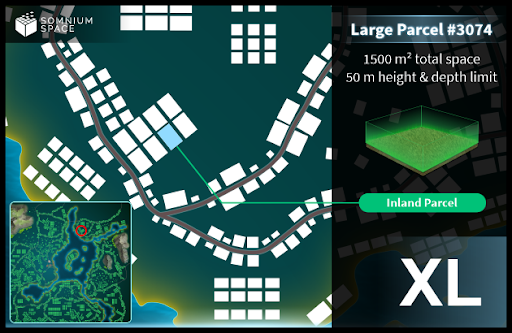 SOMNIUM
SPACE
Large Parcel #3074
1500 m² total space
50 m height & depth limit
Inland Parcel
XL